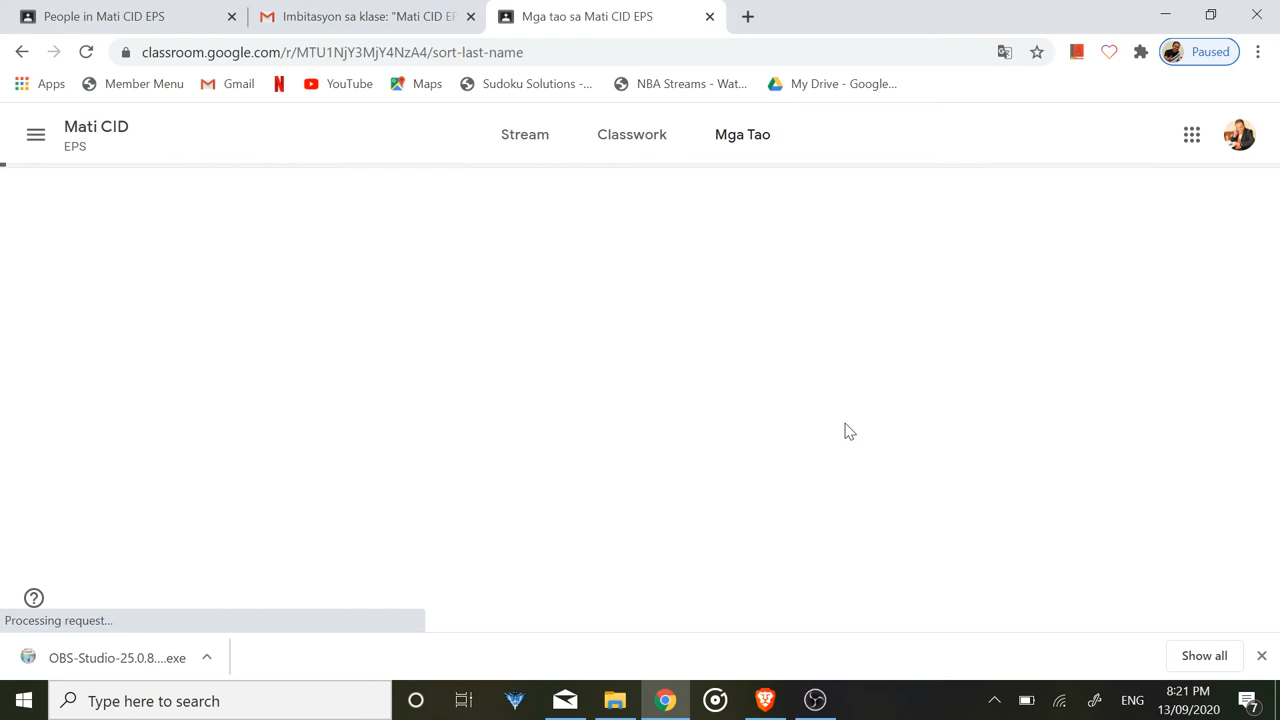 People in Mati CID EPS
Imbitasyon sa klase: "Mati CID EP
Mga tao sa Mati CID EPS
classroom.google.com/r/MTU1NjY3MjY4NzA4/sort-last-name
Paused
Apps
Member Menu
Gmail
YouTube
Maps
Sudoku Solutions -...
NBA Streams - Wat...
My Drive - Google...
Mati CID
EPS
Stream
Classwork
Mga Tao
Processing request...
OBS-Studio-25.0.8....exe
Show all
Type here to search
ENG
8:21 PM
13/09/2020
7